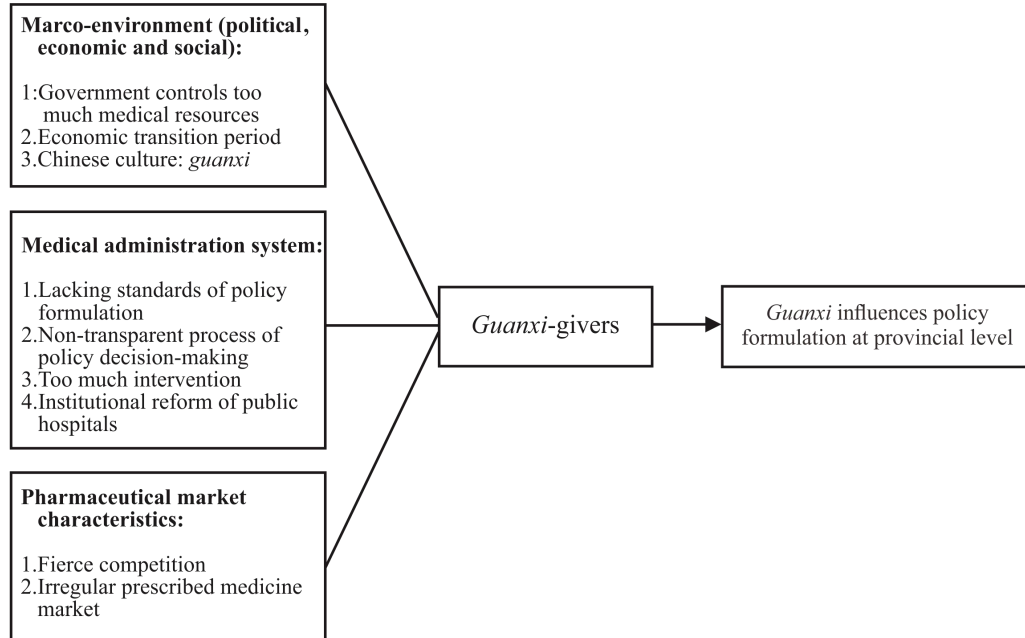 Marco-environment (political,
economic and social):
1:Government controls too
much medical resources
2.Economic transition period
3.Chinese culture: guanxi
Medical administration system:
1.Lacking standards of policy
formulation
2.Non-transparent process of
policy decision-making
3.Too much intervention
4.Institutional reform of public
hospitals
Pharmaceutical market
characteristics:
1.Fierce competition
2.Irregular prescribed medicine
market
Guanxi-givers
Guanxi influences policy
formulation at provincial level